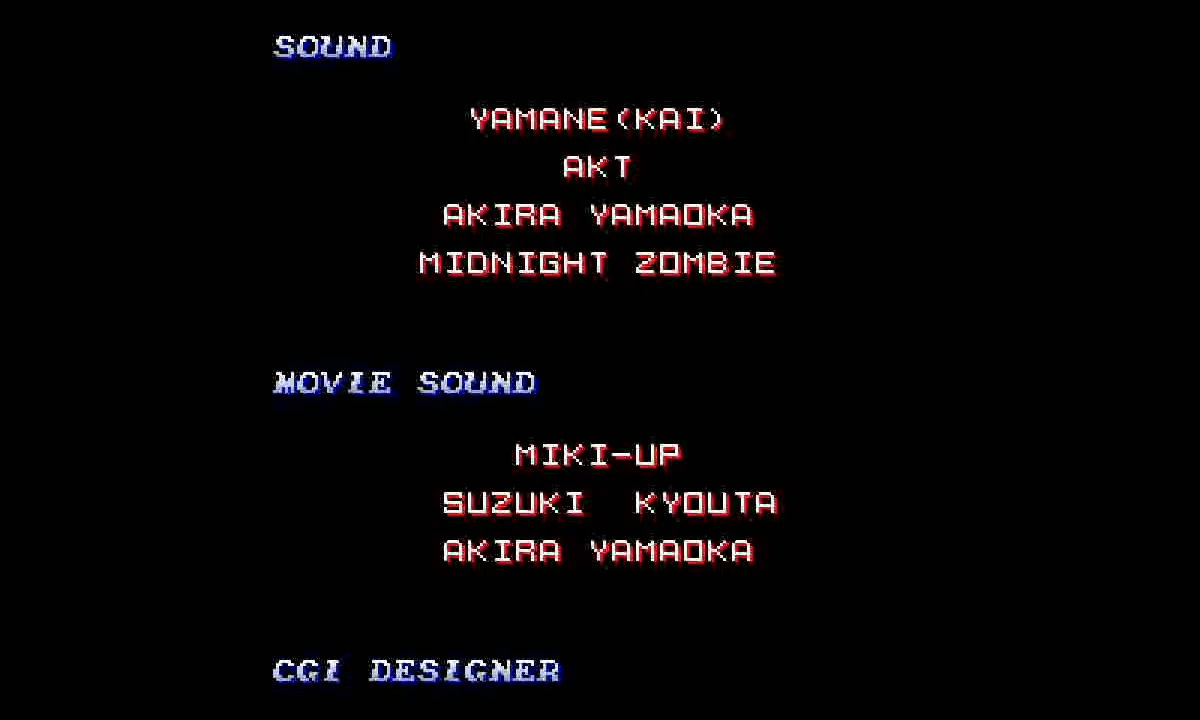 SOUND
YAMANE(KAI)
AKT
AKIRA YAMAOKA
MIDNIGHT ZOMBIE
MOVIE SOUND
MIKI-UP
SUZUKI KYOUTA
AKIRA YAMAOKA
CGI DESIGNER